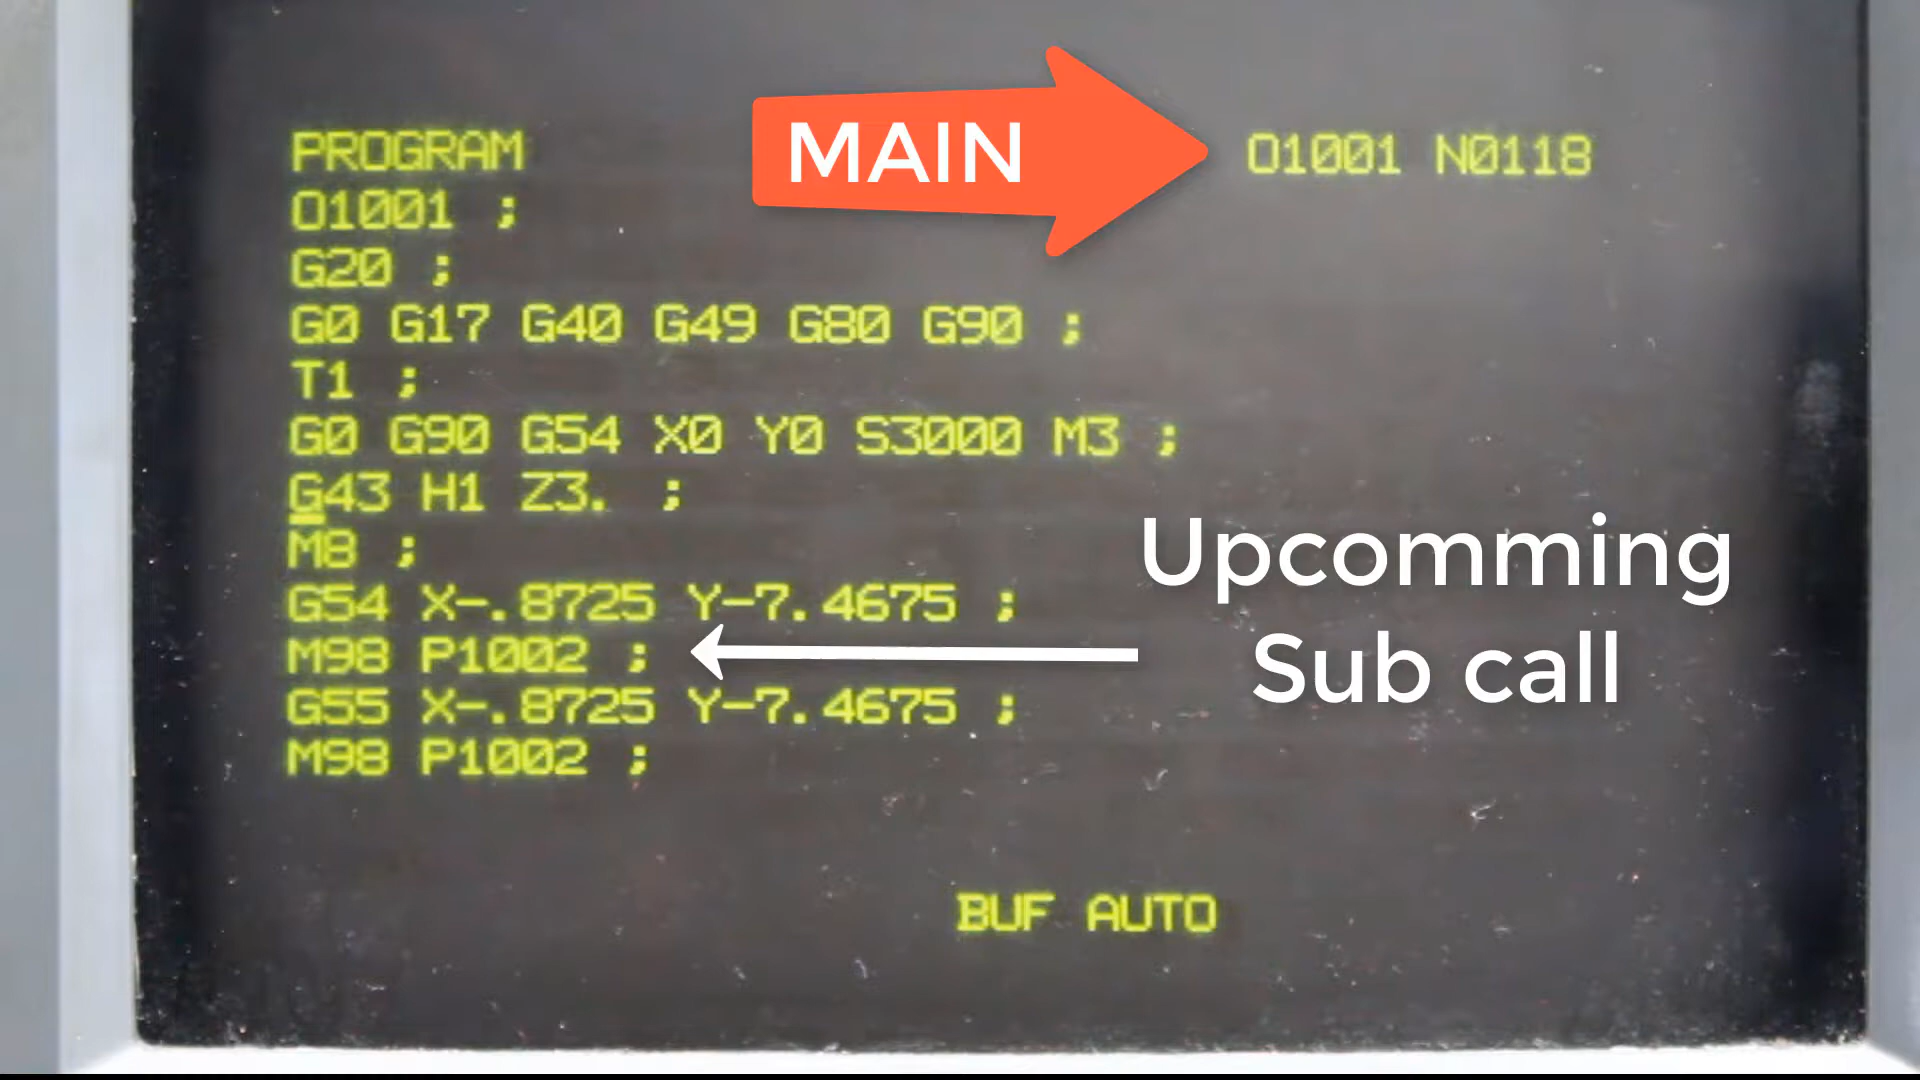 PROGRAM
MAIN
O1001 N0118
O1001 ;
G20 ;
G0 G17 G40 G49 G80 G90 ;
T1 ;
G0 G90 G54 X0 Y0 S3000 M3 ;
G43 H1 Z3. ;
M8 ;
G54 X-.8725 Y-7.4675 ;
M98 P1002 ;
G55 X-.8725 Y-7.4675 ;
M98 P1002 ;
Upcomming
Sub call
BUF AUTO